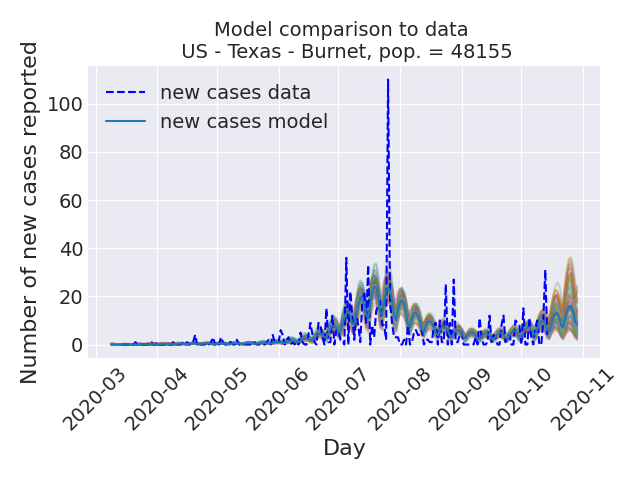 Model comparison to data
US - Texas - Burnet, pop. = 48155
Number of new cases reported
new cases data
new cases model
100
80
60
40
20
0
2020-03
2020-04
2020-05
2020-06
2020-07
2020-08
2020-09
2020-10
2020-11
Day